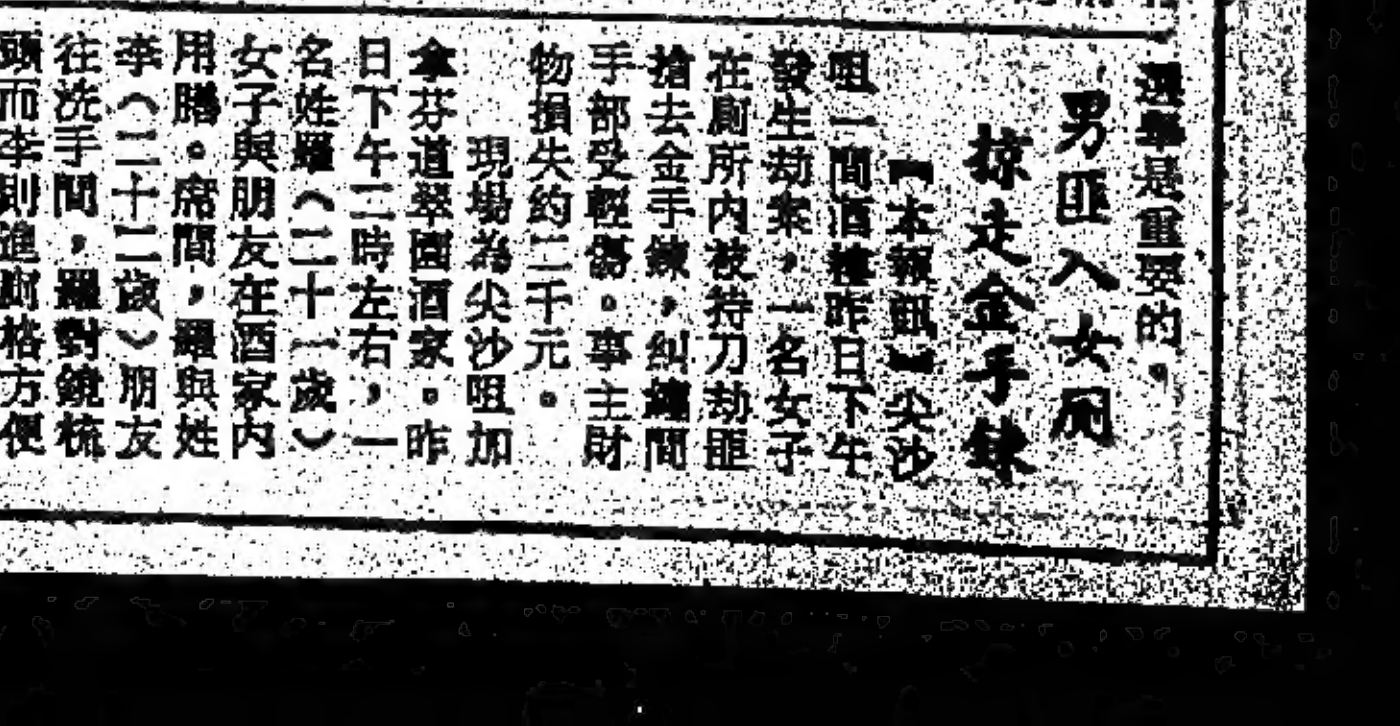 選舉是重要的。
男匪入女厠
掠走金手鍊
【本報訊】尖沙
咀一間酒樓昨日下午
發生劫案，一名女子
在廁所內被持刀劫匪
搶去金手鍊，糾纏間
手部受輕傷。事主財
物損失約二千元。
現場為尖沙咀加
拿芬道翠園酒家。昨
日下午二時左右，一
名姓羅（二十一歲）
女子與朋友在酒家內
用膳。席間，羅與姓
李（二十二歲）朋友
往洗手間，羅對鏡梳
頭而李則進廁格方便